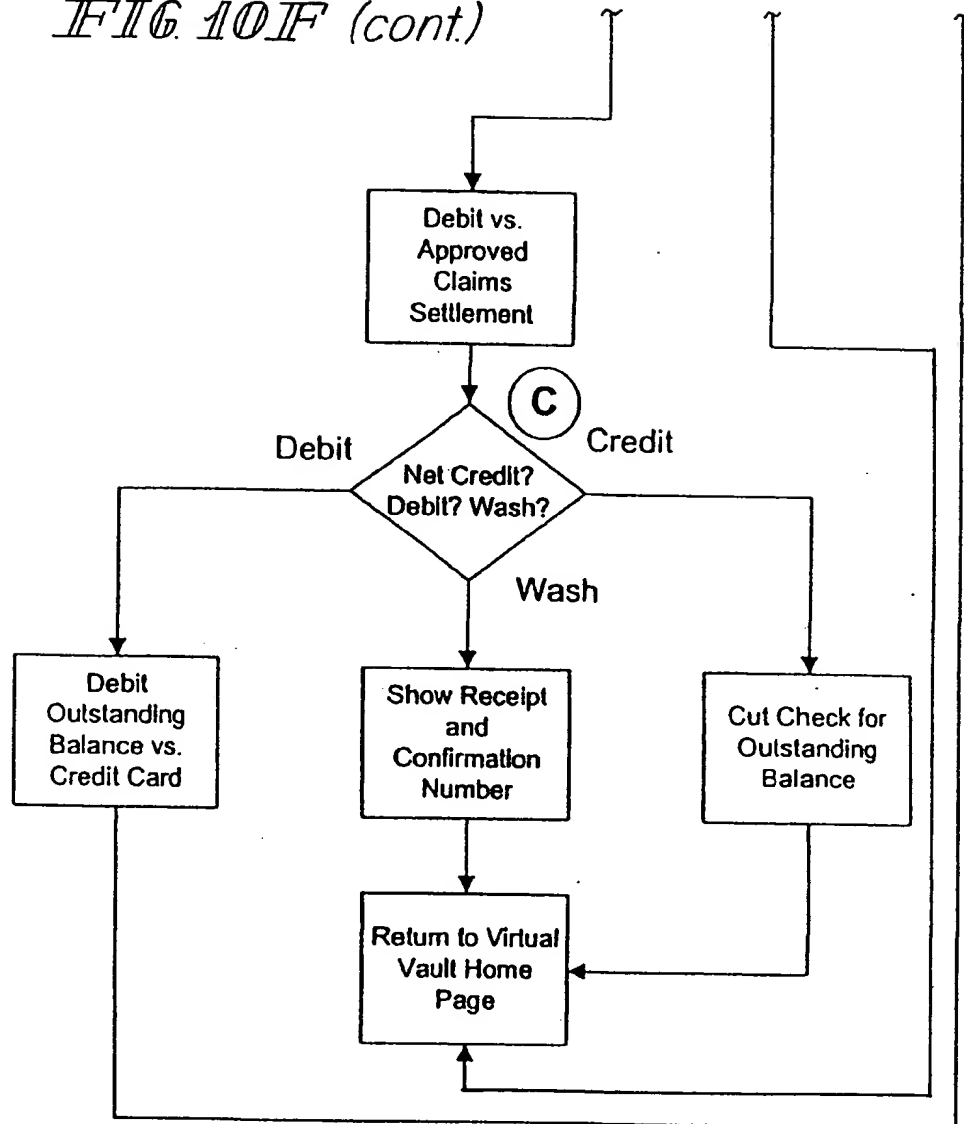 FIG. 10F (cont.)
Debit vs.
Approved
Claims
Settlement
C
Debit
Credit
Net Credit?
Debit? Wash?
Wash
Debit
Outstanding
Balance vs.
Credit Card
Show Receipt
and
Confirmation
Number
Cut Check for
Outstanding
Balance
Return to Virtual
Vault Home
Page